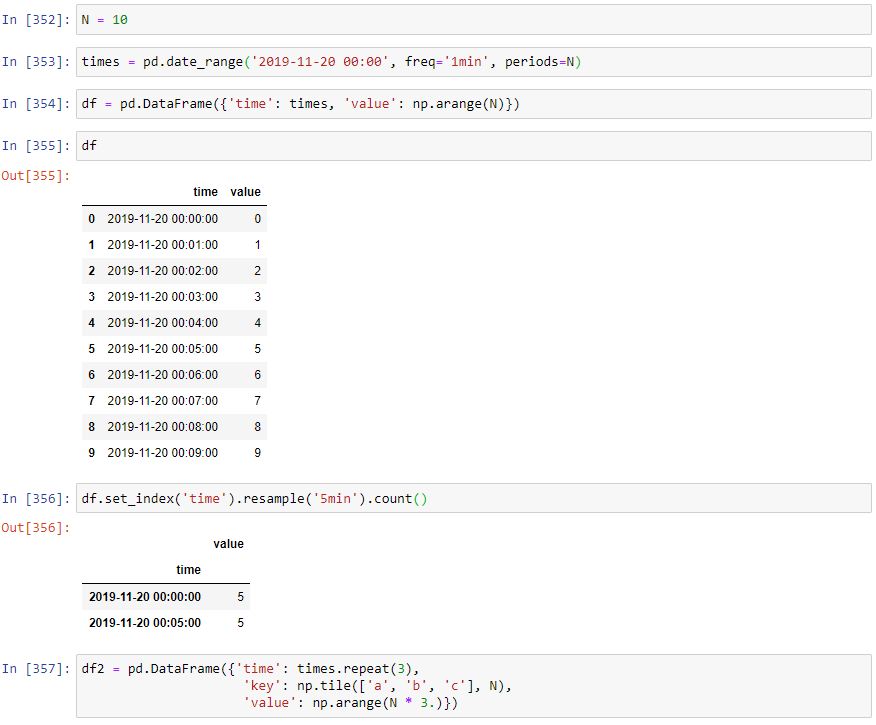 In [352]: N = 10
In [353]: times = pd.date_range('2019-11-20 00:00', freq='1min', periods=N)
In [354]: df = pd.DataFrame({'time': times, 'value': np.arange(N)})
In [355]: df
Out[355]:
time value
0 2019-11-20 00:00:00 0
1 2019-11-20 00:01:00 1
2 2019-11-20 00:02:00 2
3 2019-11-20 00:03:00 3
4 2019-11-20 00:04:00 4
5 2019-11-20 00:05:00 5
6 2019-11-20 00:06:00 6
7 2019-11-20 00:07:00 7
8 2019-11-20 00:08:00 8
9 2019-11-20 00:09:00 9
In [356]: df.set_index('time').resample('5min').count()
Out[356]:
value
time
2019-11-20 00:00:00 5
2019-11-20 00:05:00 5
In [357]: df2 = pd.DataFrame({'time': times.repeat(3),
'key': np.tile(['a', 'b', 'c'], N),
'value': np.arange(N * 3.)})